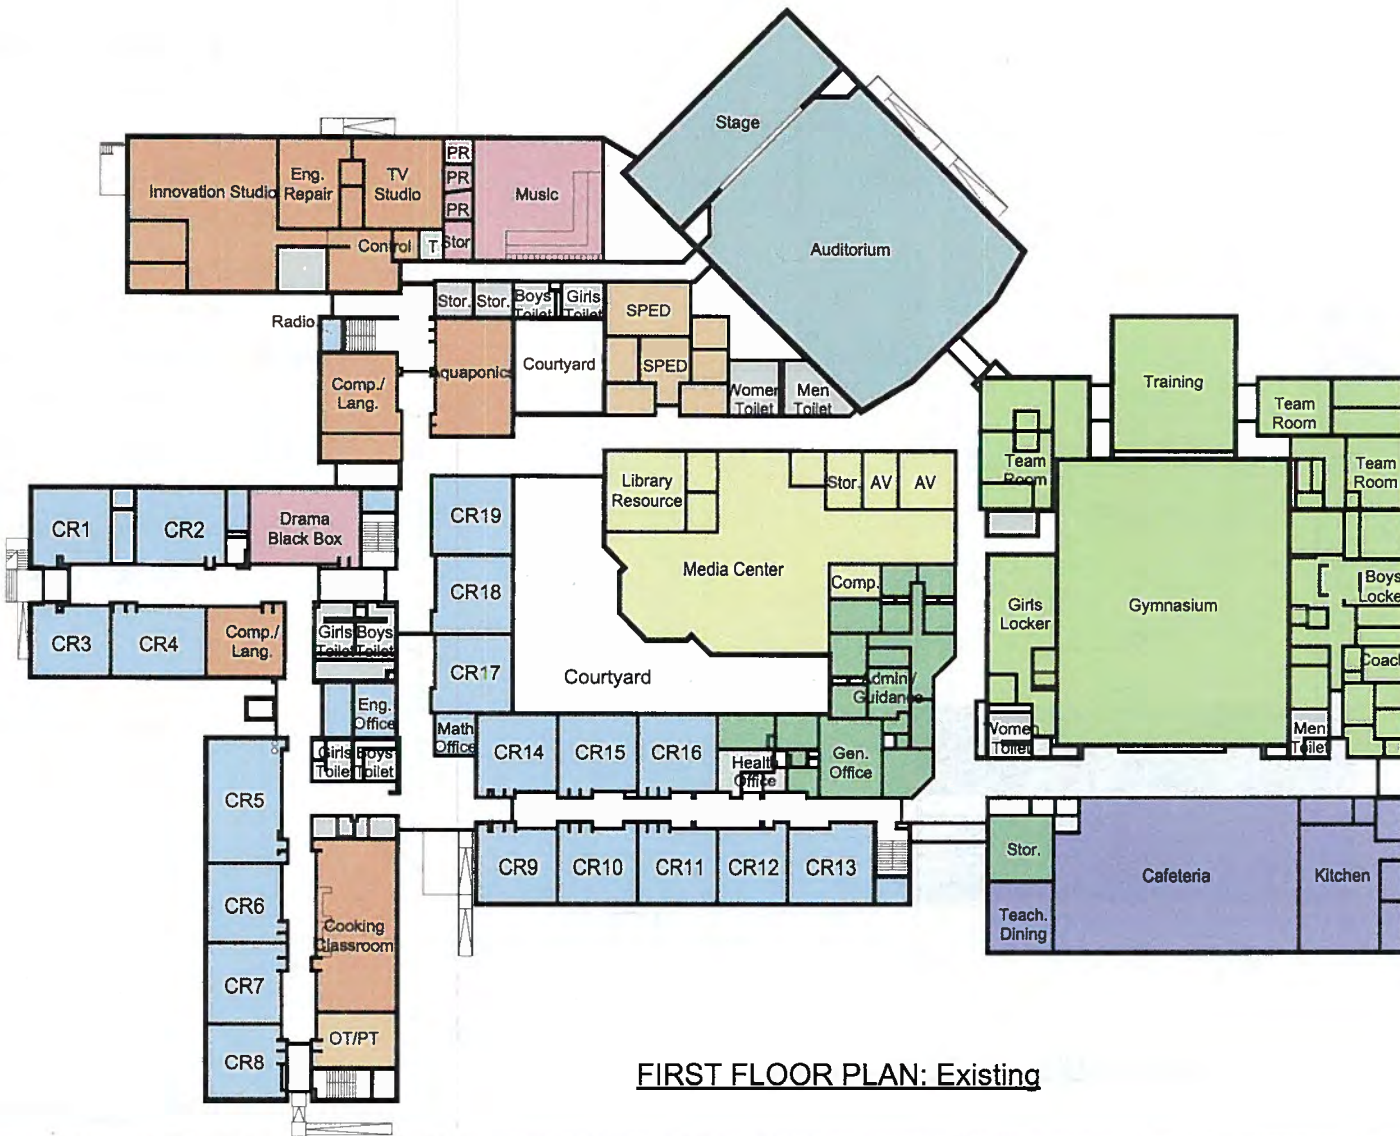 Stage
Auditorium
Innovation Studio
Eng.
Repair
TV
Studio
PR
PR
PR
Music
Control
T
Stor
Stor.
Stor.
Boys
Toilet
Girls
Toilet
SPED
SPED
Radio
Comp./
Lang.
Aquaponics
Courtyard
Women
Toilet
Men
Toilet
Training
Team
Room
Team
Room
Team
Room
CR1
CR2
Drama
Black Box
CR19
Library
Resource
Stor.
AV
AV
CR18
Media Center
Comp.
Girls
Locker
Gymnasium
Boys
Locke
CR3
CR4
Comp./
Lang.
Girls
Toilet
Boys
Toilet
CR17
Courtyard
Admin/
Guidance
Coach
Eng.
Office
Math
Office
CR14
CR15
CR16
Health
Office
Gen.
Office
Women
Toilet
Men
Toilet
Girls
Toilet
Boys
Toilet
CR5
CR9
CR10
CR11
CR12
CR13
Stor.
Cafeteria
Kitchen
CR6
Cooking
Classroom
Teach.
Dining
CR7
CR8
OT/PT
FIRST FLOOR PLAN: Existing